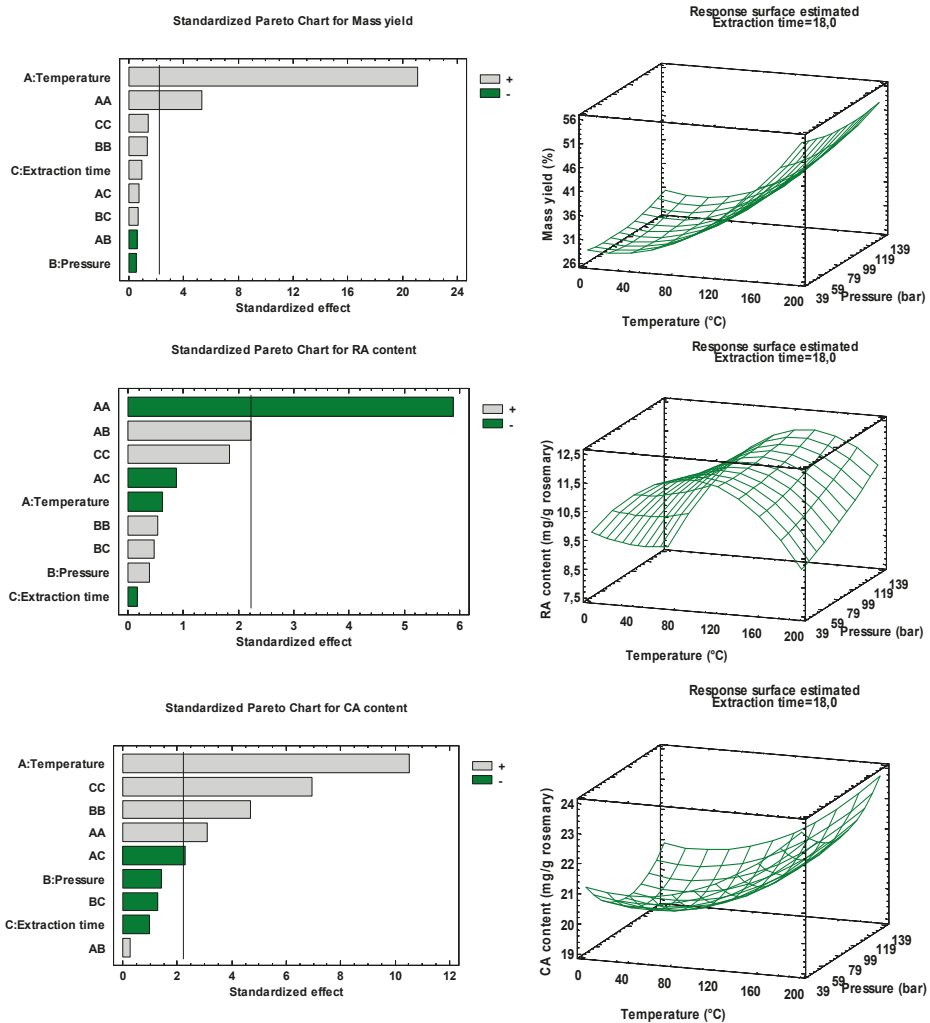 Standardized Pareto Chart for Mass yield
A:Temperature
AA
CC
BB
C:Extraction time
AC
BC
AB
B:Pressure
0 4 8 12 16 20 24
Standardized effect
+
-
Response surface estimated
Extraction time=18,0
56
51
46
41
36
31
26
Mass yield (%)
0 40 80 120 160 200
Temperature (°C)
39 59 79 99 119 139
Pressure (bar)
Standardized Pareto Chart for RA content
AA
AB
CC
AC
A:Temperature
BB
BC
B:Pressure
C:Extraction time
0 1 2 3 4 5 6
Standardized effect
+
-
Response surface estimated
Extraction time=18,0
12,5
11,5
10,5
9,5
8,5
7,5
RA content (mg/g rosemary)
0 40 80 120 160 200
Temperature (°C)
39 59 79 99 119 139
Pressure (bar)
Standardized Pareto Chart for CA content
A:Temperature
CC
BB
AA
AC
B:Pressure
BC
C:Extraction time
AB
0 2 4 6 8 10 12
Standardized effect
+
-
Response surface estimated
Extraction time=18,0
24
23
22
21
20
19
CA content (mg/g rosemary)
0 40 80 120 160 200
Temperature (°C)
39 59 79 99 119 139
Pressure (bar)